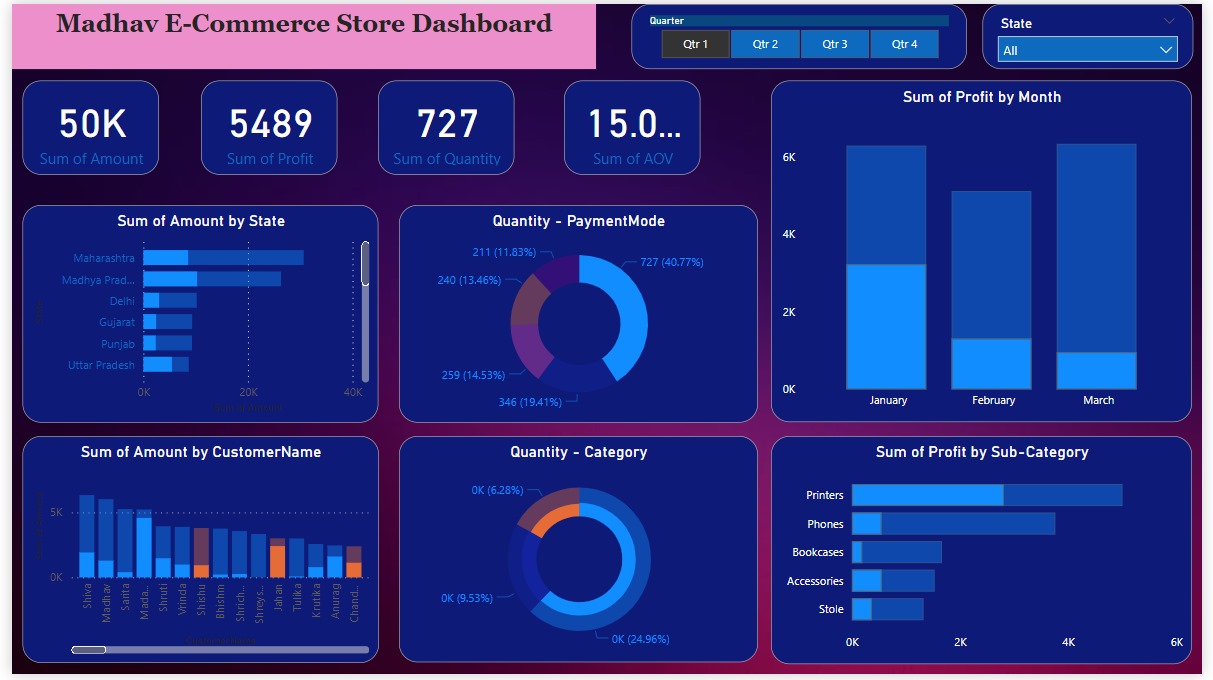 Madhav E-Commerce Store Dashboard
Quarter
Qtr 1 Qtr 2 Qtr 3 Qtr 4
State
All
50K
Sum of Amount
5489
Sum of Profit
727
Sum of Quantity
15.0...
Sum of AOV
Sum of Profit by Month
6K
4K
2K
0K
January February March
Sum of Amount by State
Maharashtra
Madhya Prad...
Delhi
Gujarat
Punjab
Uttar Pradesh
0K 20K 40K
Sum of Amount
Quantity - PaymentMode
211 (11.83%)
727 (40.77%)
240 (13.46%)
259 (14.53%)
346 (19.41%)
Sum of Amount by CustomerName
5K
0K
Shiva Madhav Sarita Mada... Shruti Vrinda Shishu Bhishm Shrich... Shreys... Jahan Tulika Krutika Anurag Chand...
CustomerName
Quantity - Category
0K (6.28%)
0K (9.53%)
0K (24.96%)
Sum of Profit by Sub-Category
Printers
Phones
Bookcases
Accessories
Stole
0K 2K 4K 6K